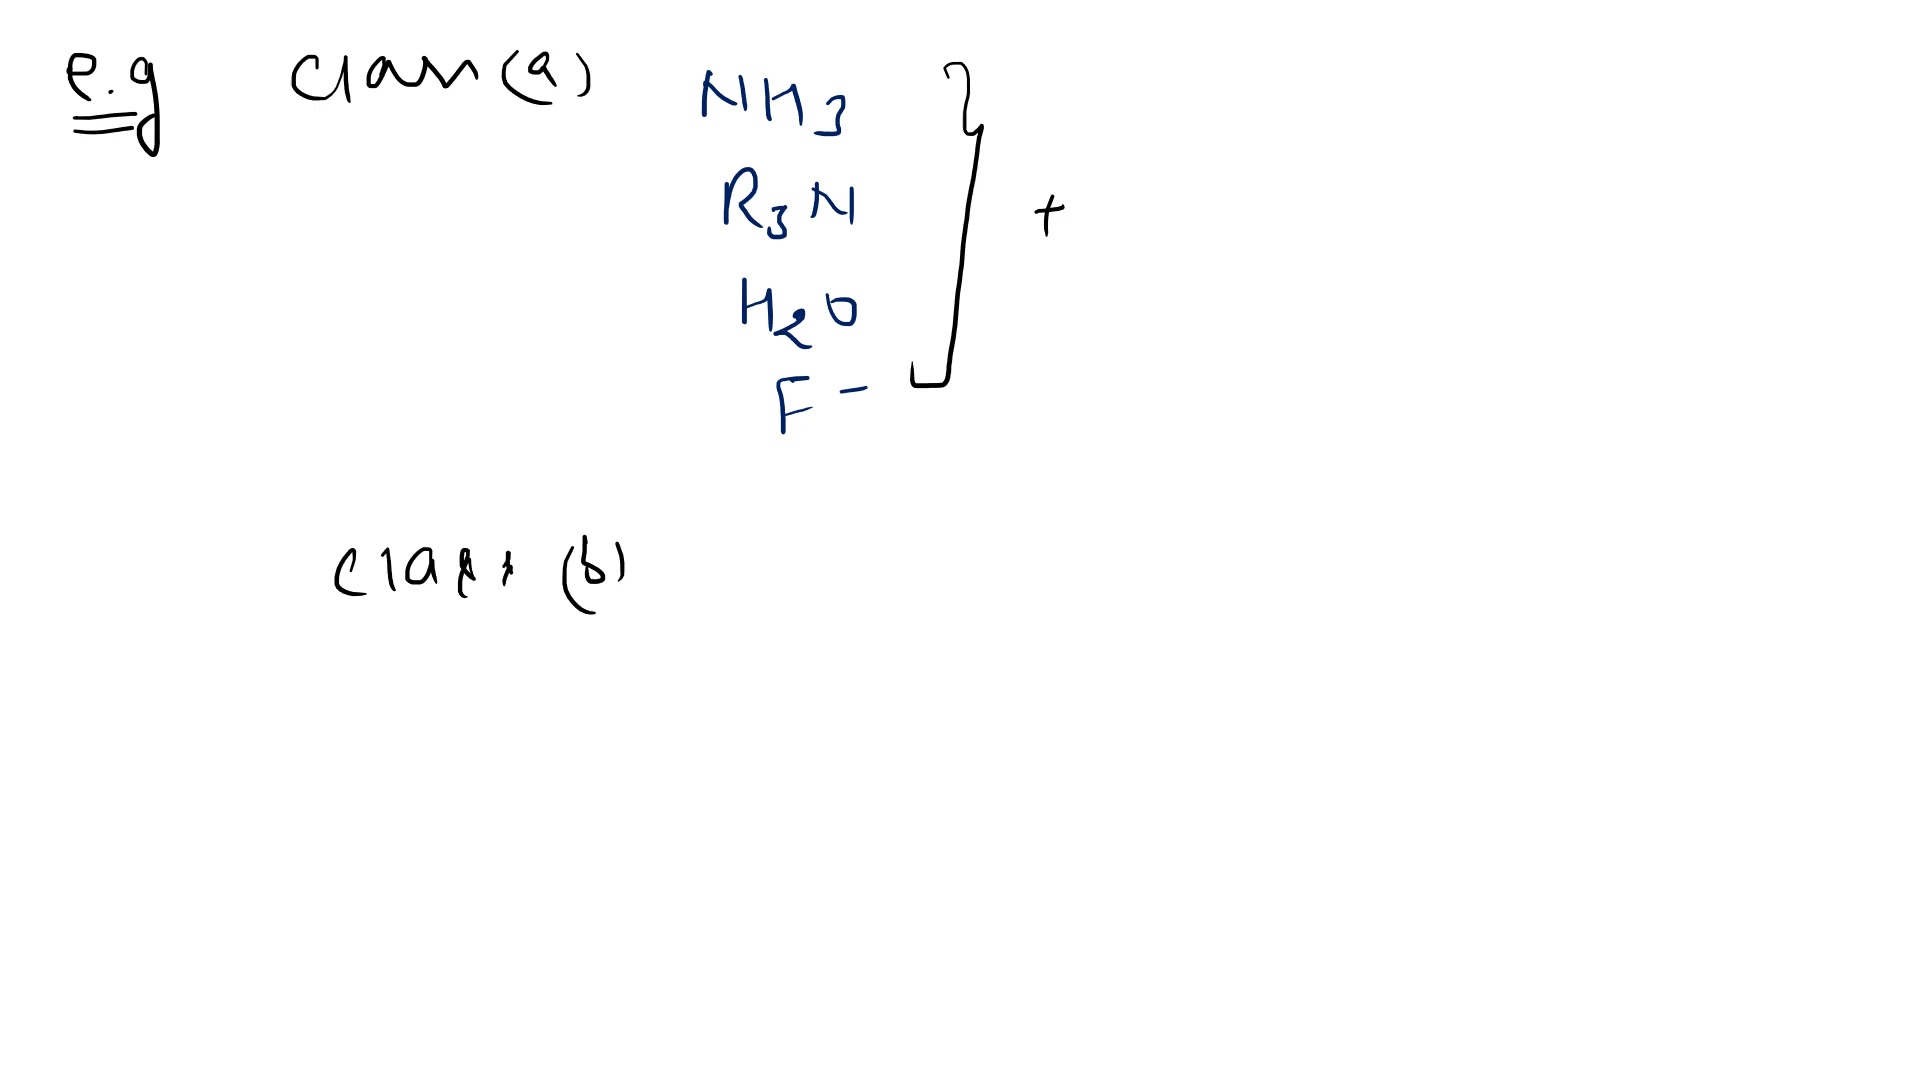 e.g class (a) NH3 } +
R3N
H2O
F -
class (b)